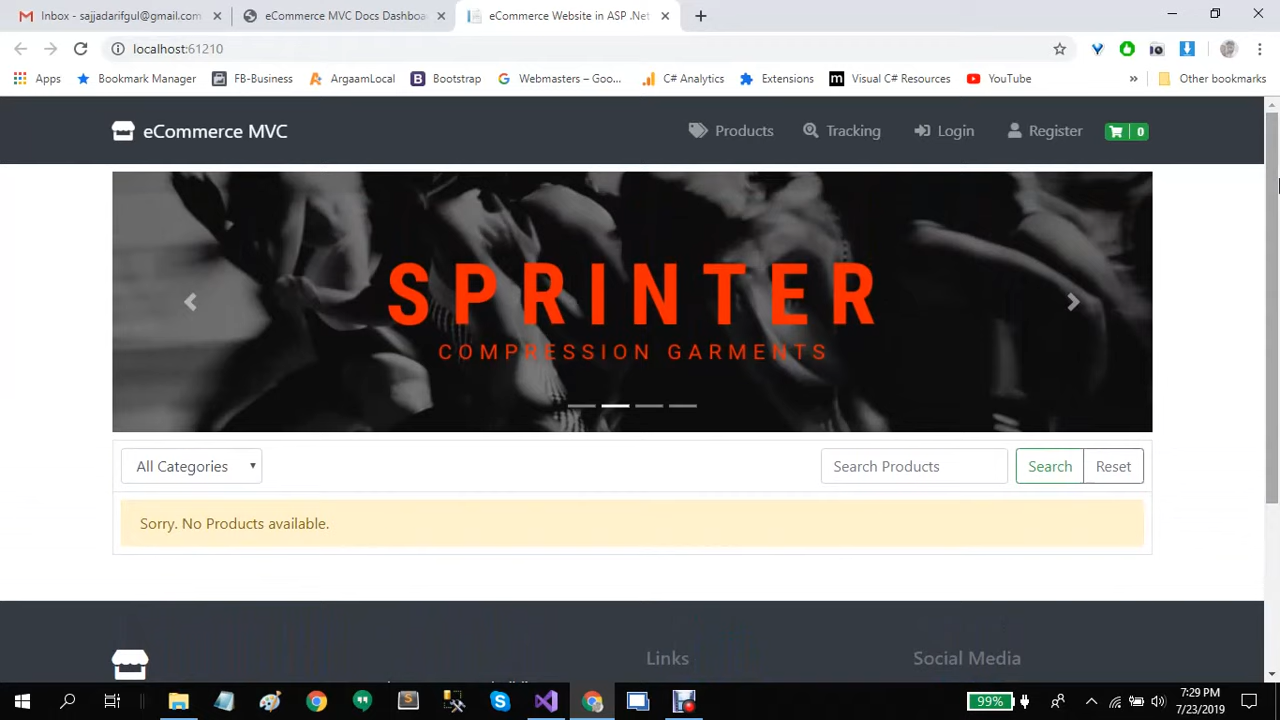 Inbox - sajjadarifgul@gmail.com
eCommerce MVC Docs Dashboa
eCommerce Website in ASP .Net
localhost:61210
Apps
Bookmark Manager
FB-Business
ArgaamLocal
Bootstrap
Webmasters – Goo...
C# Analytics
Extensions
Visual C# Resources
YouTube
»
Other bookmarks
eCommerce MVC
Products
Tracking
Login
Register
0
SPRINTER
COMPRESSION GARMENTS
All Categories
Search Products
Search
Reset
Sorry. No Products available.
Links
Social Media
99%
7:29 PM
7/23/2019